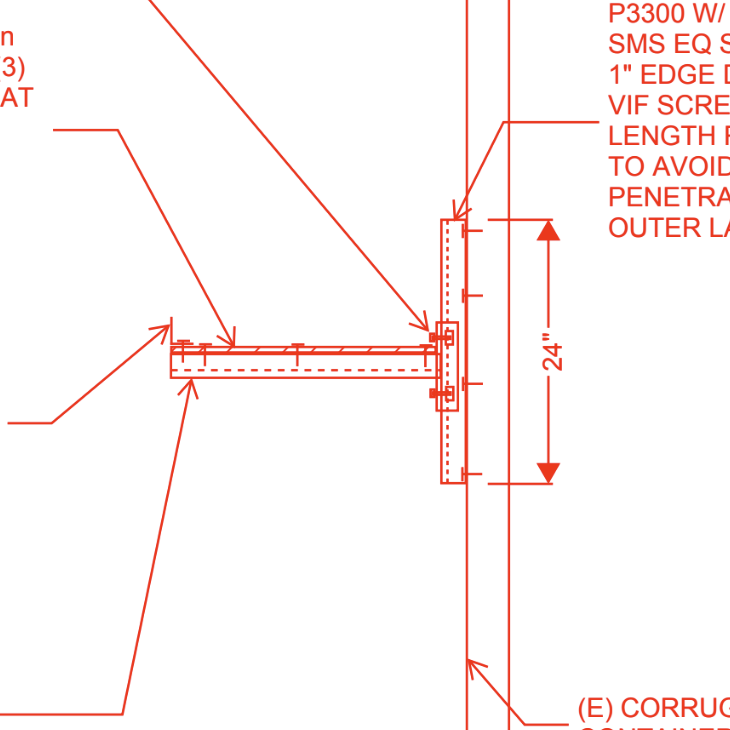 n
3)
AT
P3300 W/
SMS EQ S
1" EDGE
VIF SCRE
LENGTH
TO AVOID
PENETRA
OUTER LA
24"
(E) CORRUG